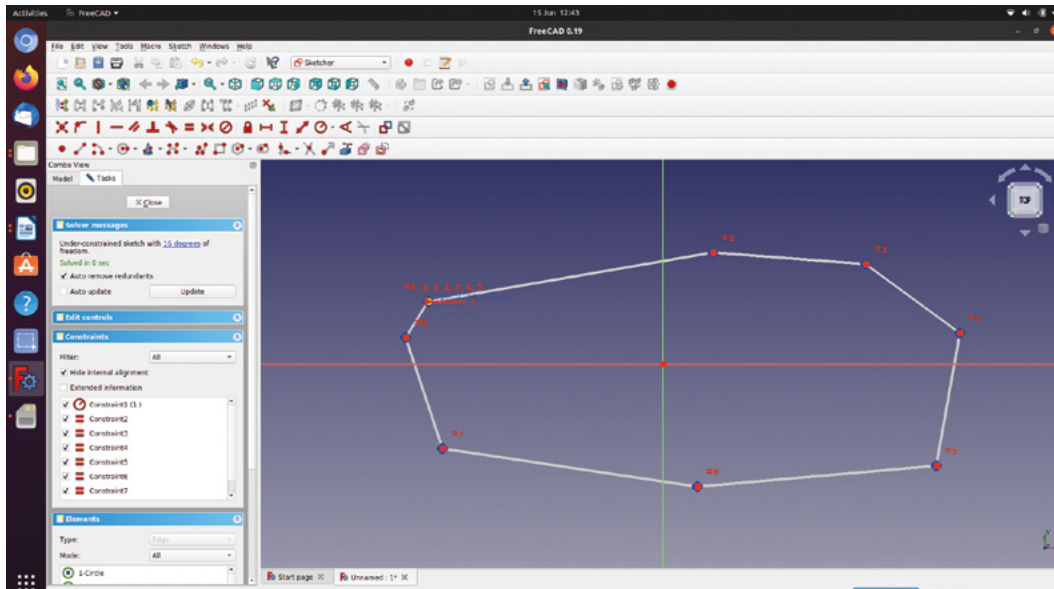 Activities FreeCAD 15 Jun 12:43
FreeCAD 0.19
File Edit View Tools Macro Sketch Windows Help
Sketcher
Combo View
Model Tasks
Close
Solver messages
Under-constrained sketch with 16 degrees of
freedom.
Solved in 0 sec
Auto remove redundants
Auto update Update
Edit controls
Constraints
Filter: All
Hide internal alignment
Extended information
Constraint1
Constraint2
Constraint3
Constraint4
Constraint5
Constraint6
Constraint7
Elements
Type: Edge
Mode: All
1-Circle
TOP
Start page
Unnamed : 1*